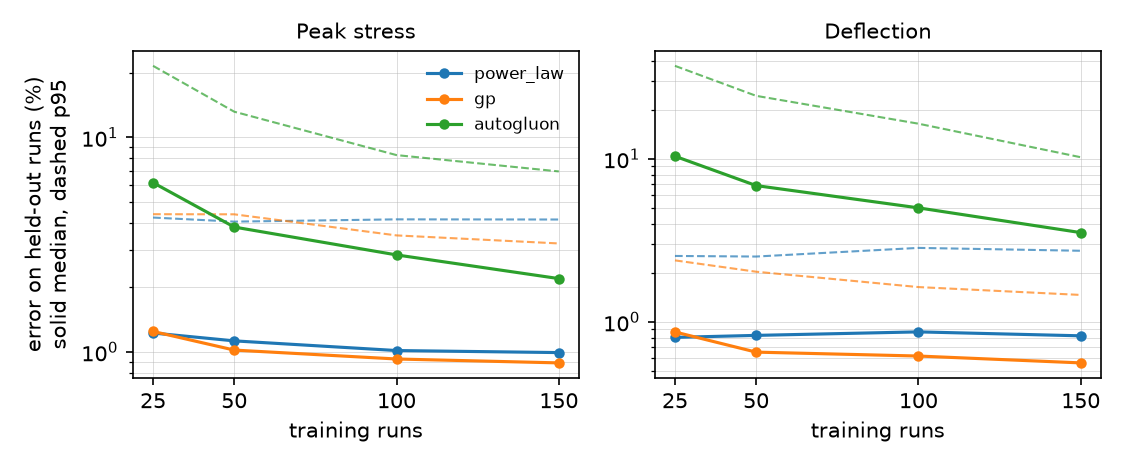 Peak stress
error on held-out runs (%)
solid median, dashed p95
10¹
10⁰
power_law
gp
autogluon
25 50 100 150
training runs
Deflection
10¹
10⁰
25 50 100 150
training runs